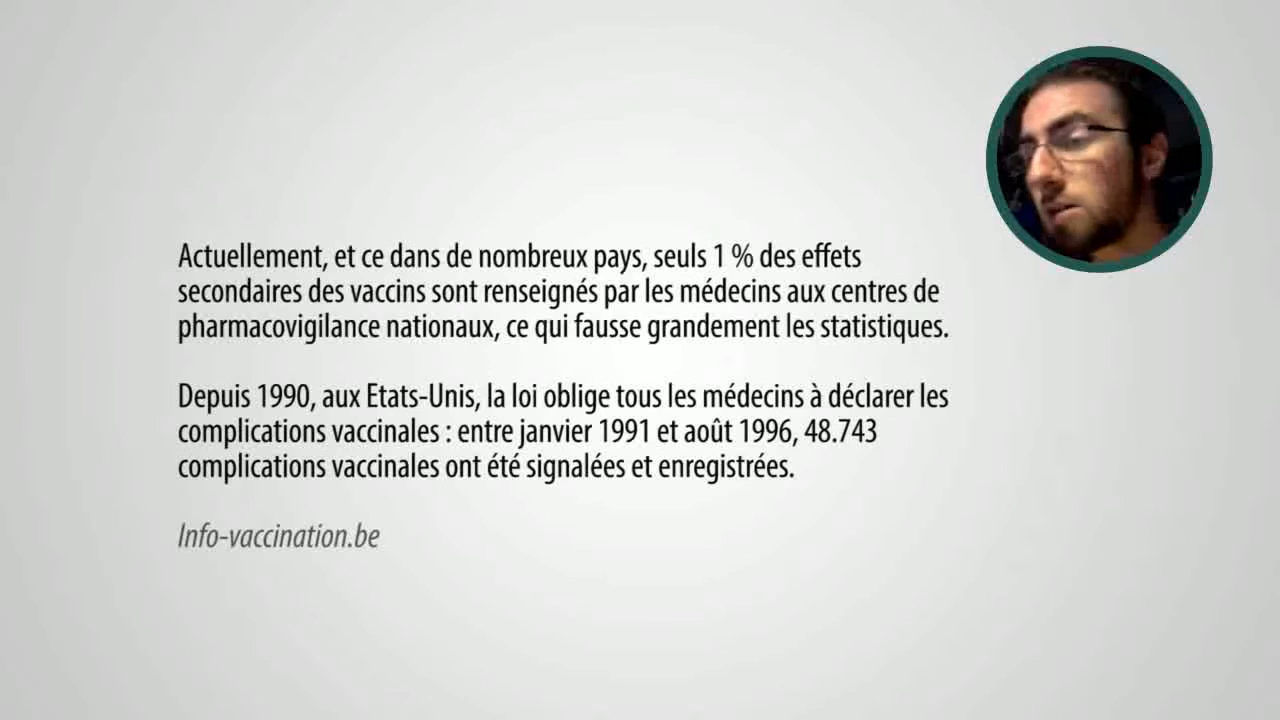 Actuellement, et ce dans de nombreux pays, seuls 1 % des effets
secondaires des vaccins sont renseignés par les médecins aux centres de
pharmacovigilance nationaux, ce qui fausse grandement les statistiques.
Depuis 1990, aux Etats-Unis, la loi oblige tous les médecins à déclarer les
complications vaccinales : entre janvier 1991 et août 1996, 48.743
complications vaccinales ont été signalées et enregistrées.
Info-vaccination.be